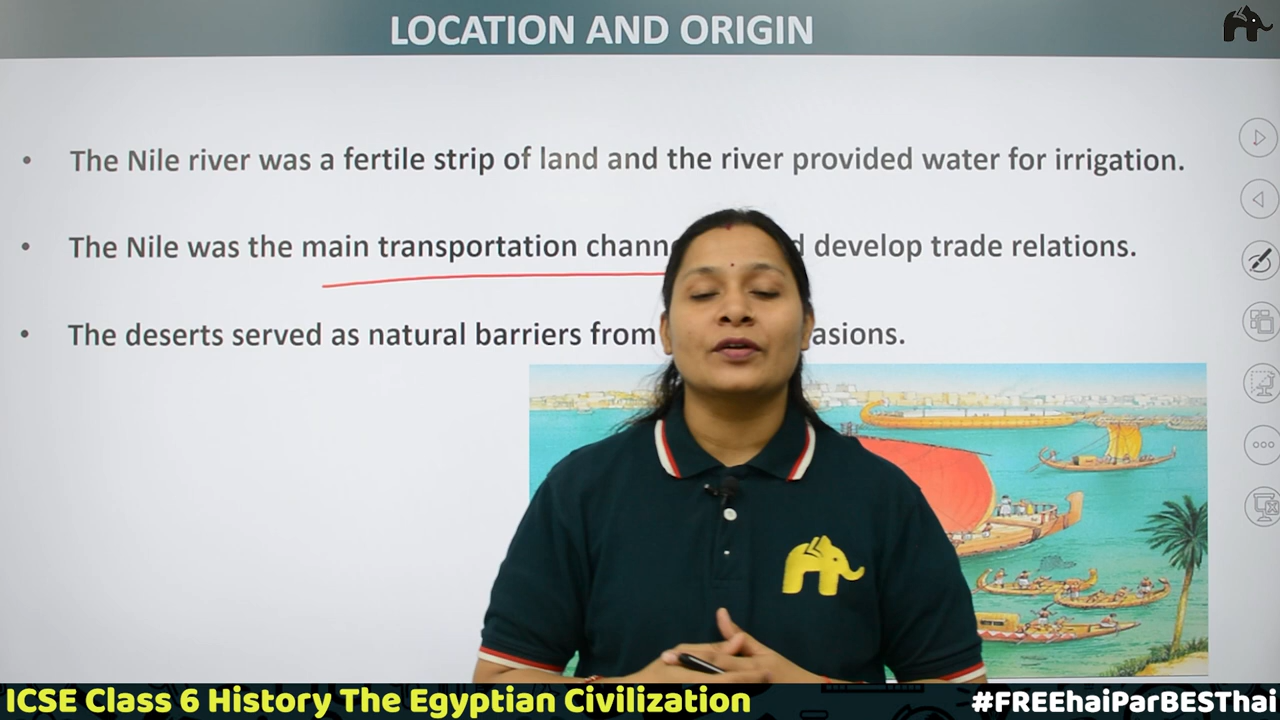 LOCATION AND ORIGIN
• The Nile river was a fertile strip of land and the river provided water for irrigation.
• The Nile was the main transportation develop trade relations.
• The deserts served as natural barriers from
ICSE Class 6 History The Egyptian Civilization
#FREEhaiParBESThai